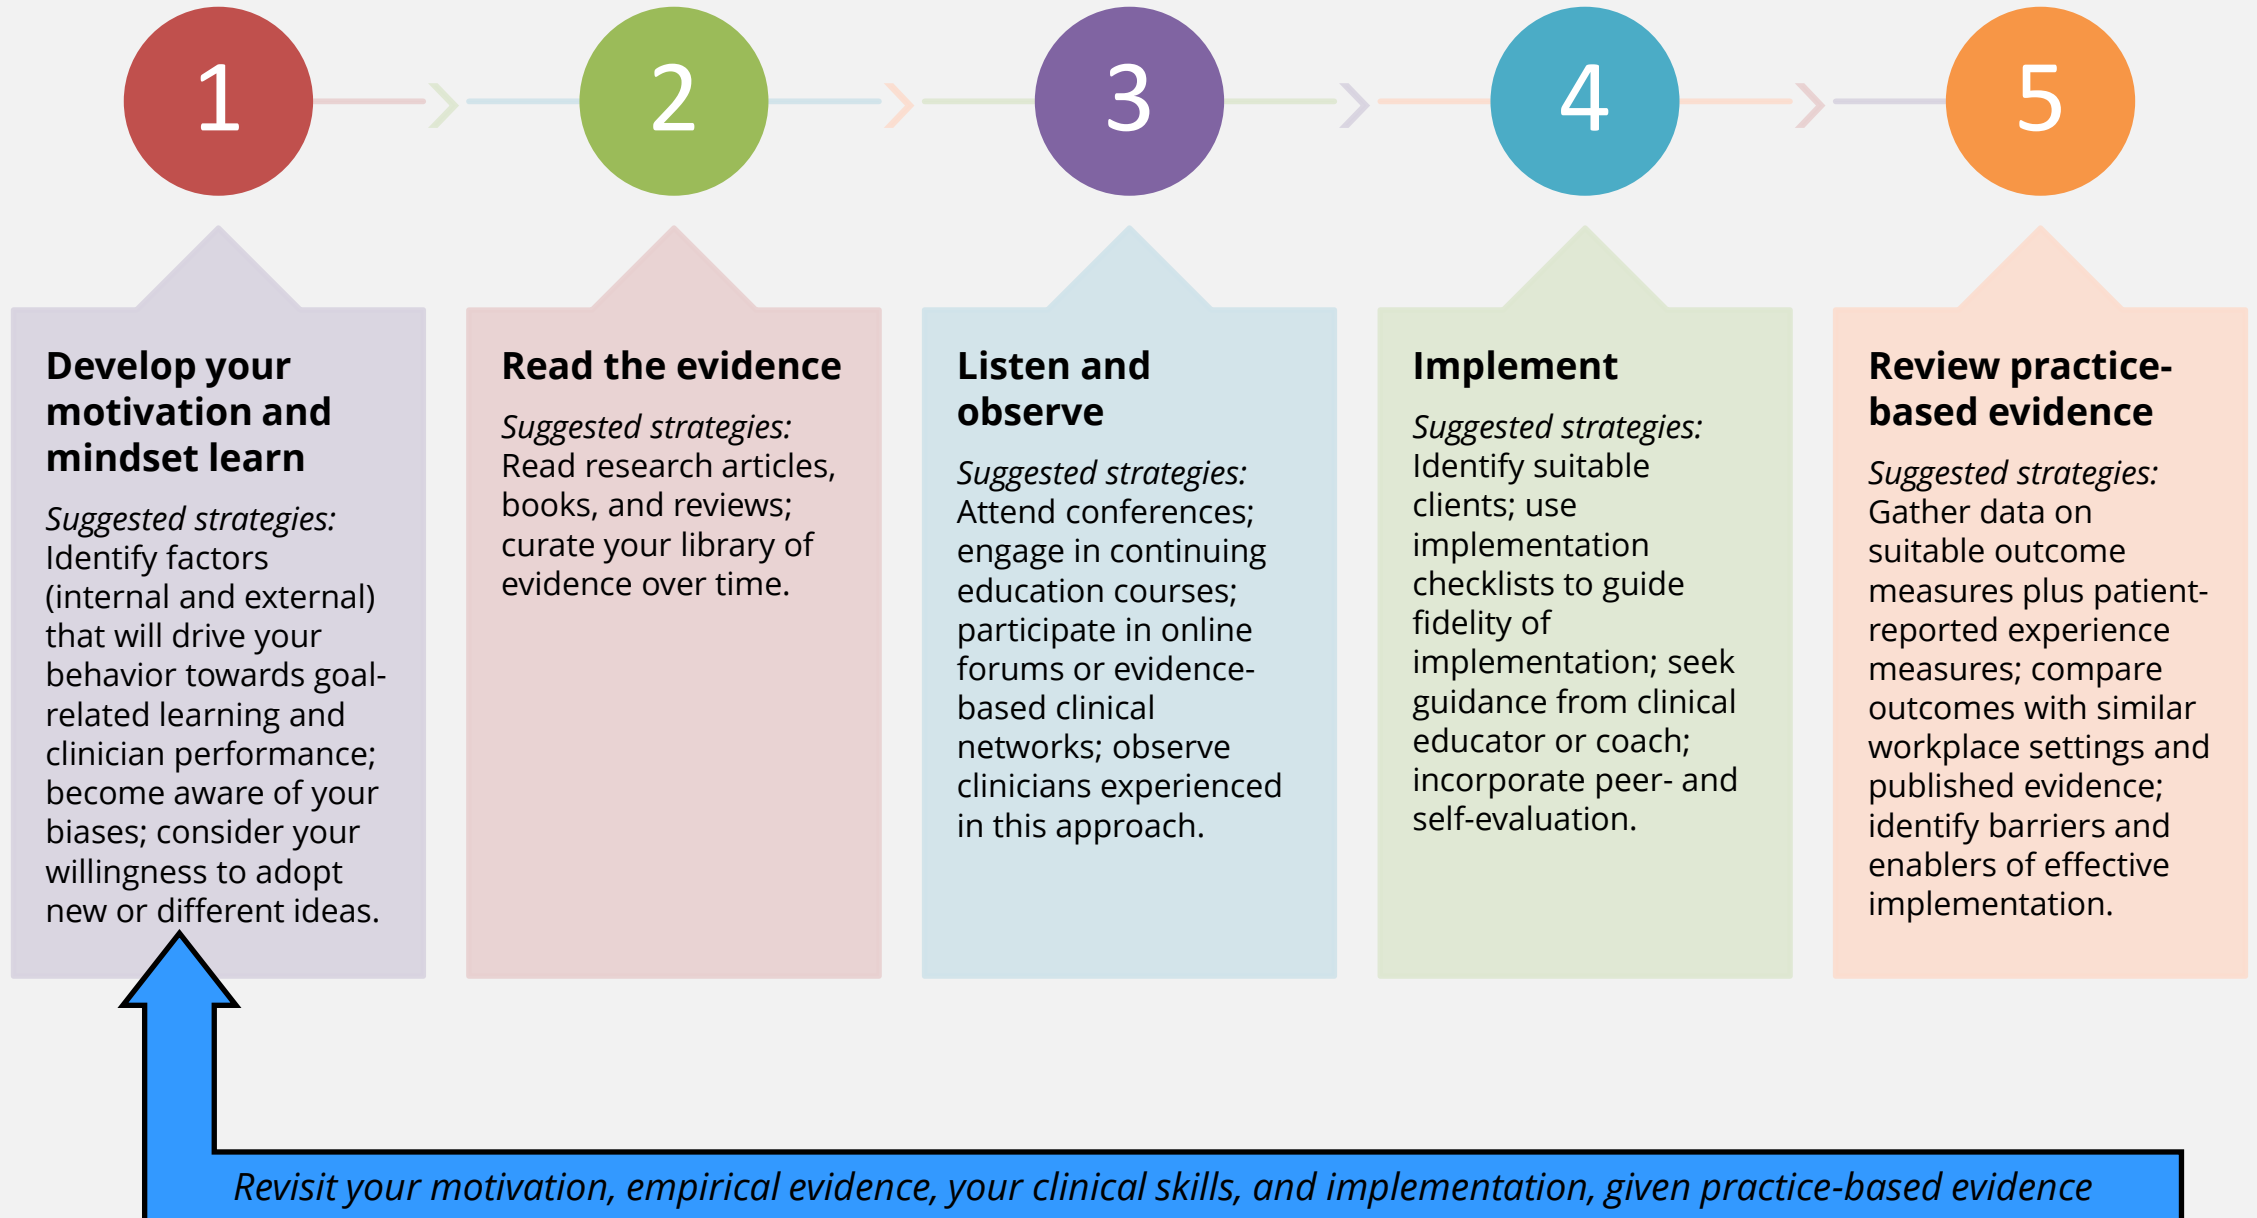 1
2
3
4
5
Develop your
motivation and
mindset learn
Suggested strategies:
Identify factors
(internal and external)
that will drive your
behavior towards goal-
related learning and
clinician performance;
become aware of your
biases; consider your
willingness to adopt
new or different ideas.
Read the evidence
Suggested strategies:
Read research articles,
books, and reviews;
curate your library of
evidence over time.
Listen and
observe
Suggested strategies:
Attend conferences;
engage in continuing
education courses;
participate in online
forums or evidence-
based clinical
networks; observe
clinicians experienced
in this approach.
Implement
Suggested strategies:
Identify suitable
clients; use
implementation
checklists to guide
fidelity of
implementation; seek
guidance from clinical
educator or coach;
incorporate peer- and
self-evaluation.
Review practice-
based evidence
Suggested strategies:
Gather data on
suitable outcome
measures plus patient-
reported experience
measures; compare
outcomes with similar
workplace settings and
published evidence;
identify barriers and
enablers of effective
implementation.
Revisit your motivation, empirical evidence, your clinical skills, and implementation, given practice-based evidence